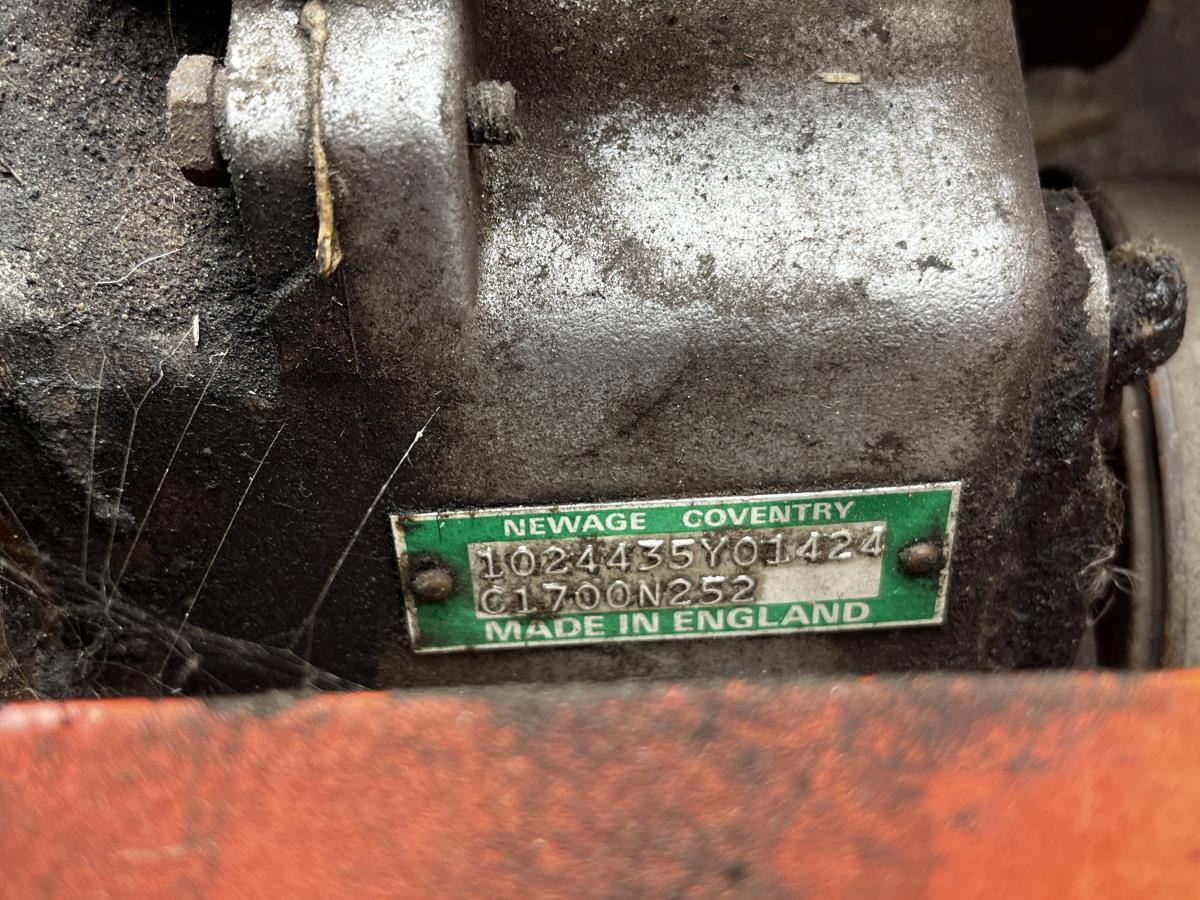 NEWAGE COVENTRY
1024435Y01424
C1700N252
MADE IN ENGLAND